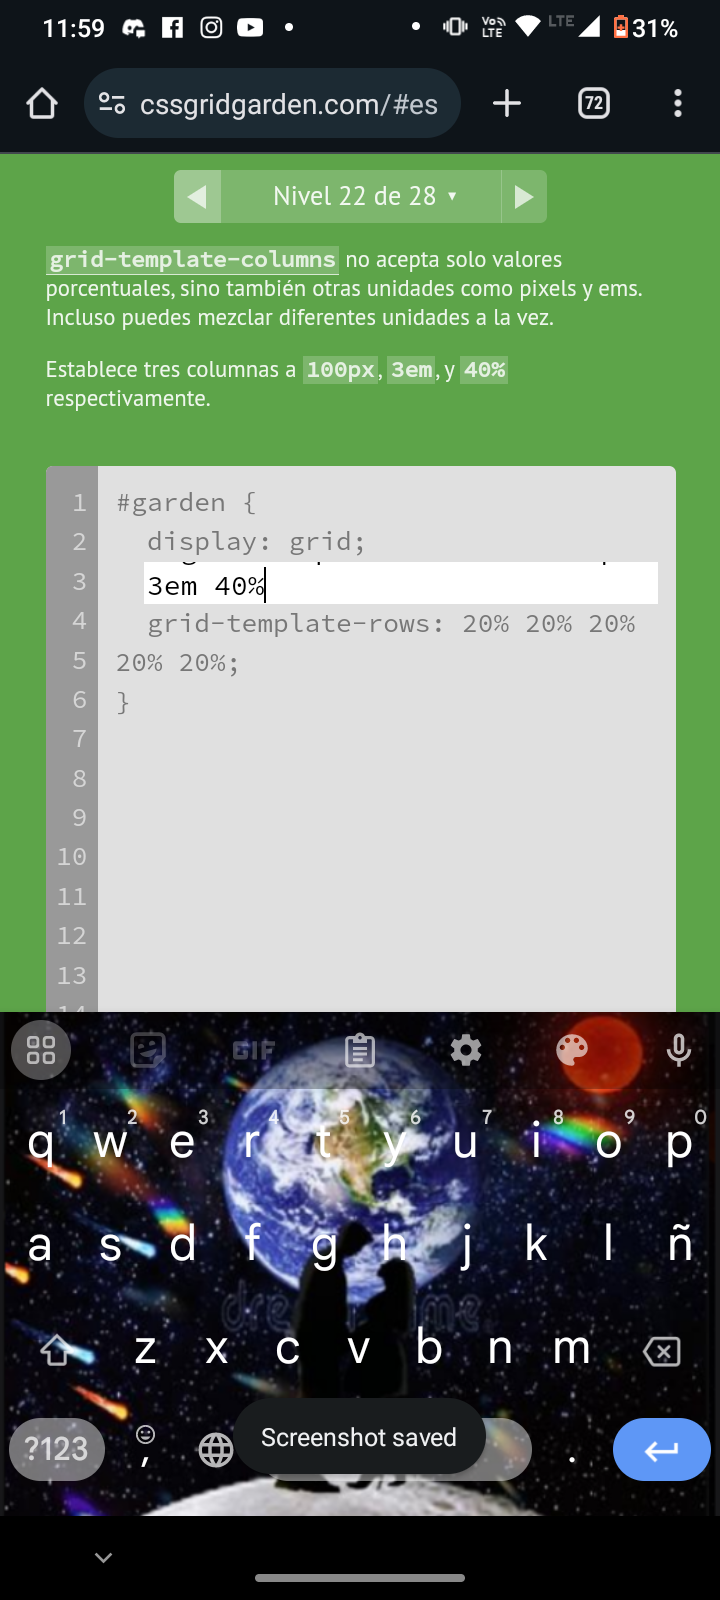 11:59
Vo)) LTE
LTE
31%
cssgridgarden.com/#es
72
Nivel 22 de 28 ▾
grid-template-columns no acepta solo valores
porcentuales, sino también otras unidades como pixels y ems.
Incluso puedes mezclar diferentes unidades a la vez.
Establece tres columnas a 100px, 3em, y 40%
respectivamente.
1 #garden {
2 display: grid;
3 3em 40%
4 grid-template-rows: 20% 20% 20%
5 20% 20%;
6 }
7
8
9
10
11
12
13
GIF
1 2 3 4 5 6 7 8 9 0
q w e r t y u i o p
a s d f g h j k l ñ
z x c v b n m
?123 , .
Screenshot saved